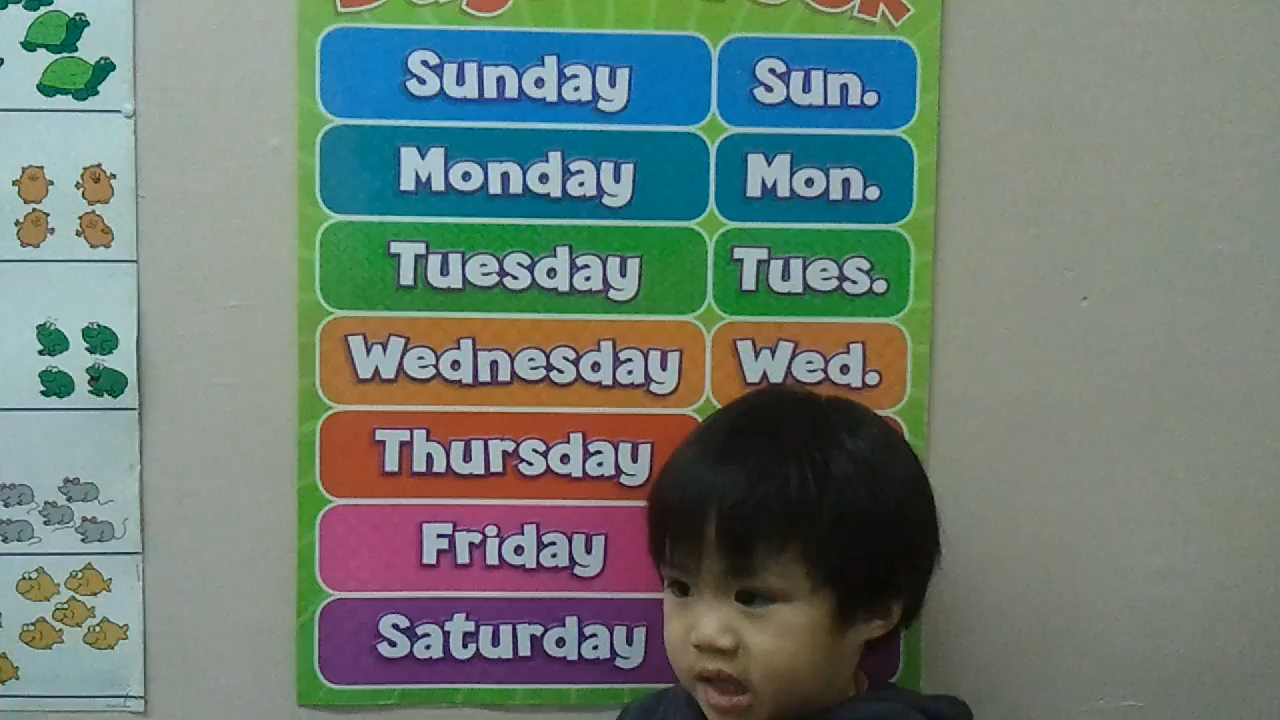 Sunday Sun.
Monday Mon.
Tuesday Tues.
Wednesday Wed.
Thursday
Friday
Saturday